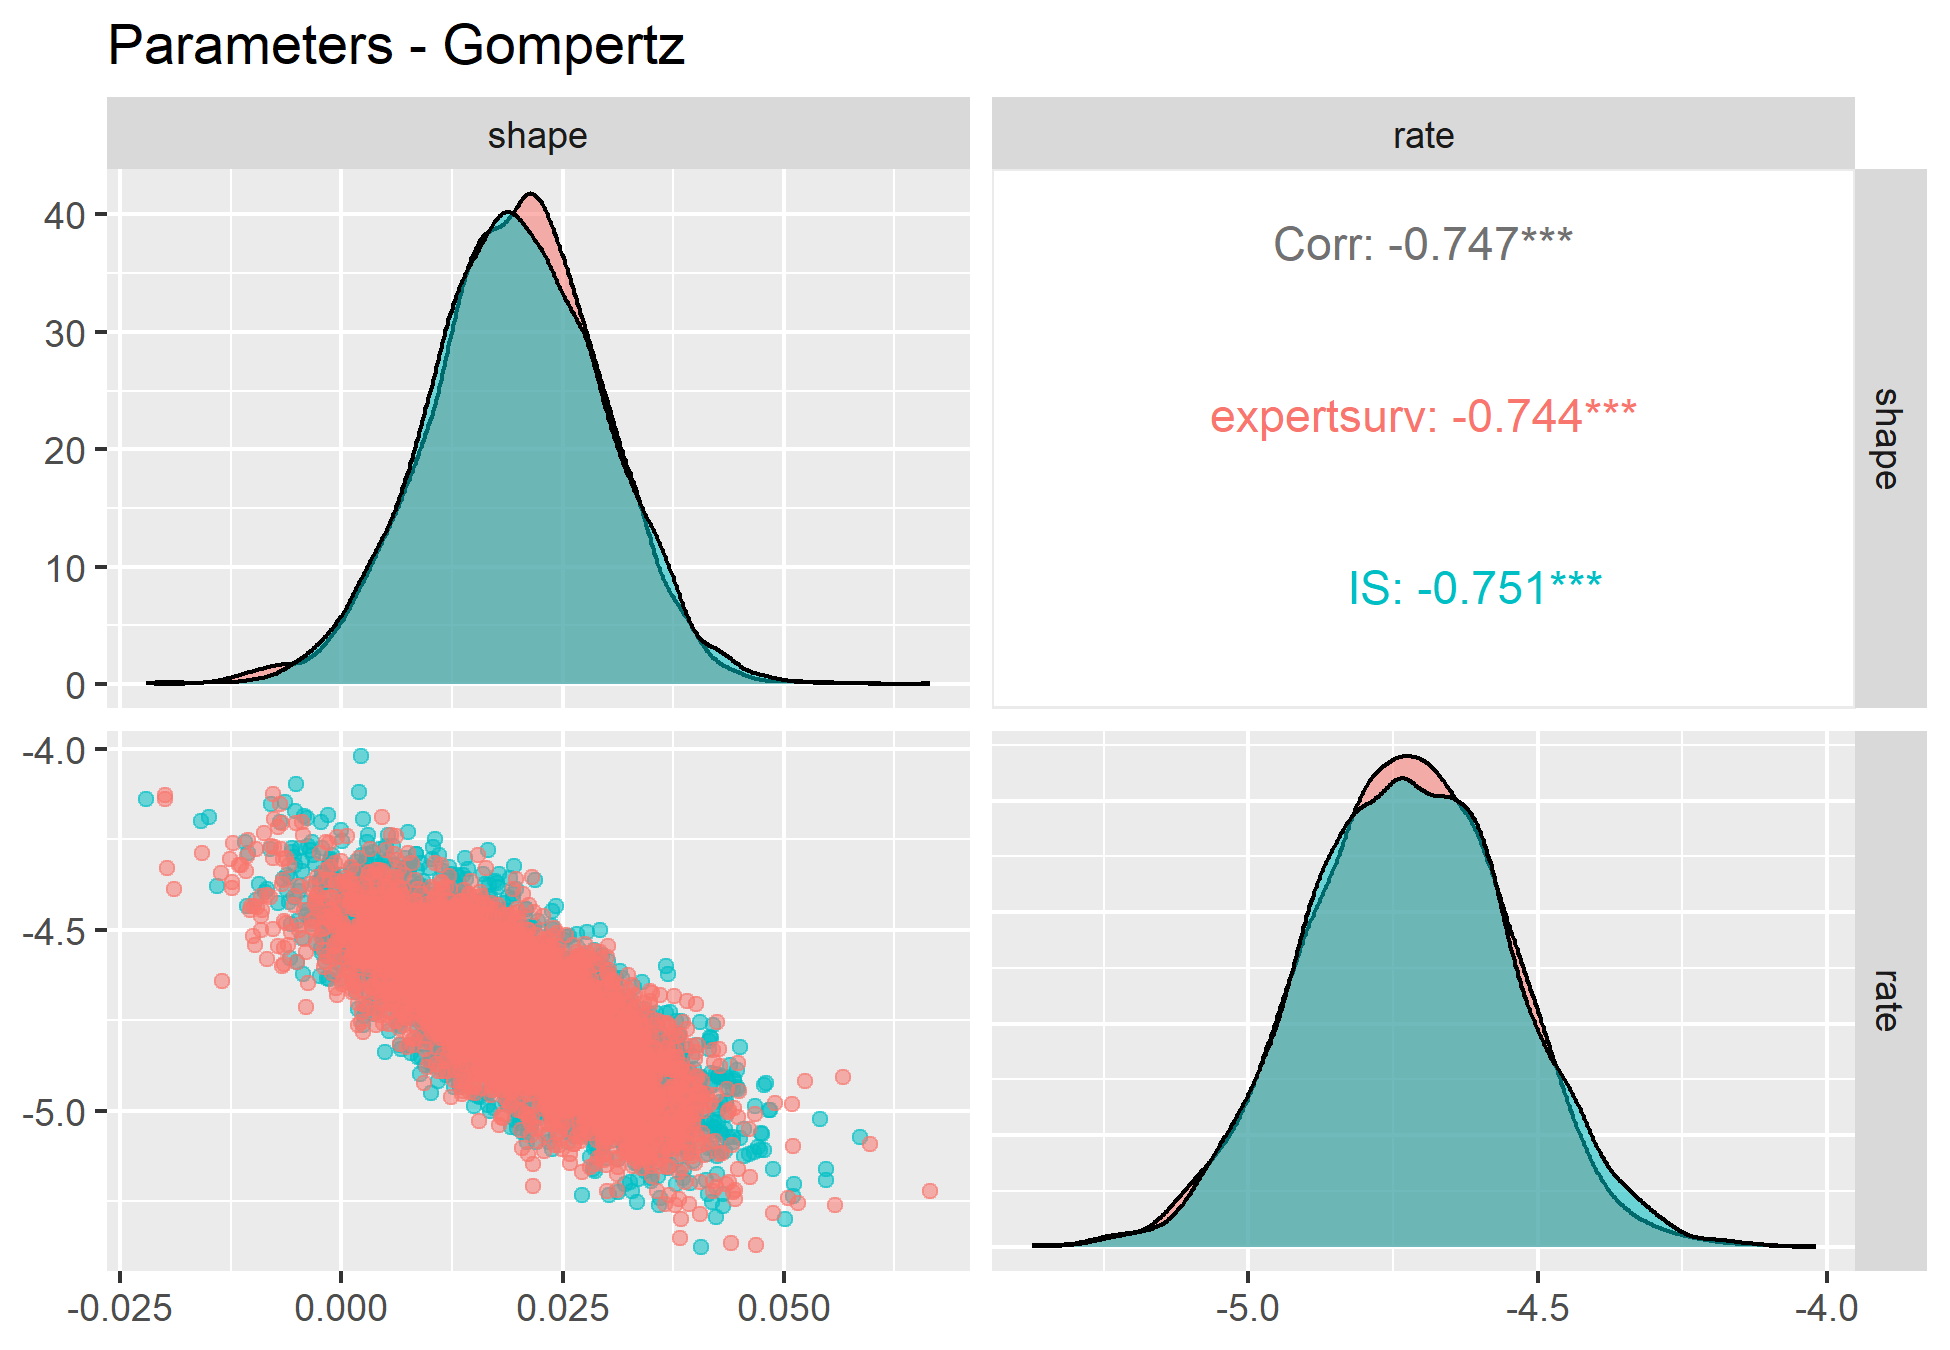 Parameters - Gompertz
shape
rate
40
30
20
10
0
Corr: -0.747***
expertsurv: -0.744***
IS: -0.751***
shape
-4.0
-4.5
-5.0
rate
-0.025
0.000
0.025
0.050
-5.0
-4.5
-4.0